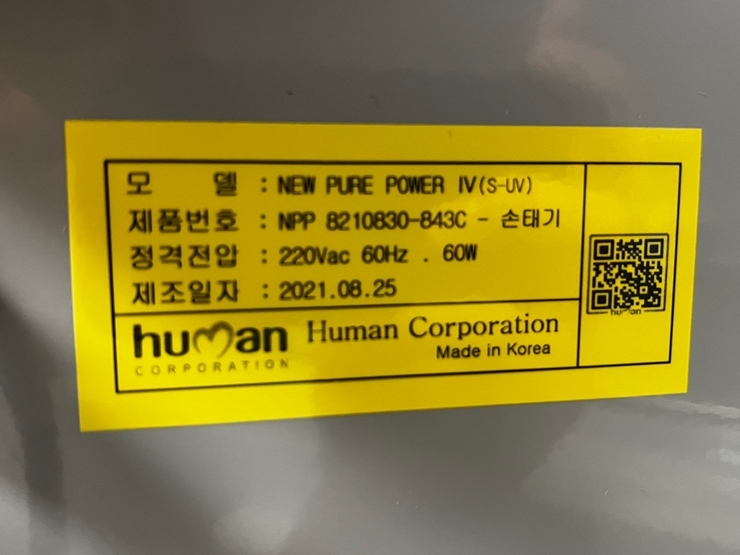 모 델 : NEW PURE POWER IV(S-UV)
제품번호 : NPP 8210830-843C - 손태기
정격전압 : 220Vac 60Hz . 60W
제조일자 : 2021.08.25
human
CORPORATION
Human Corporation
Made in Korea
human